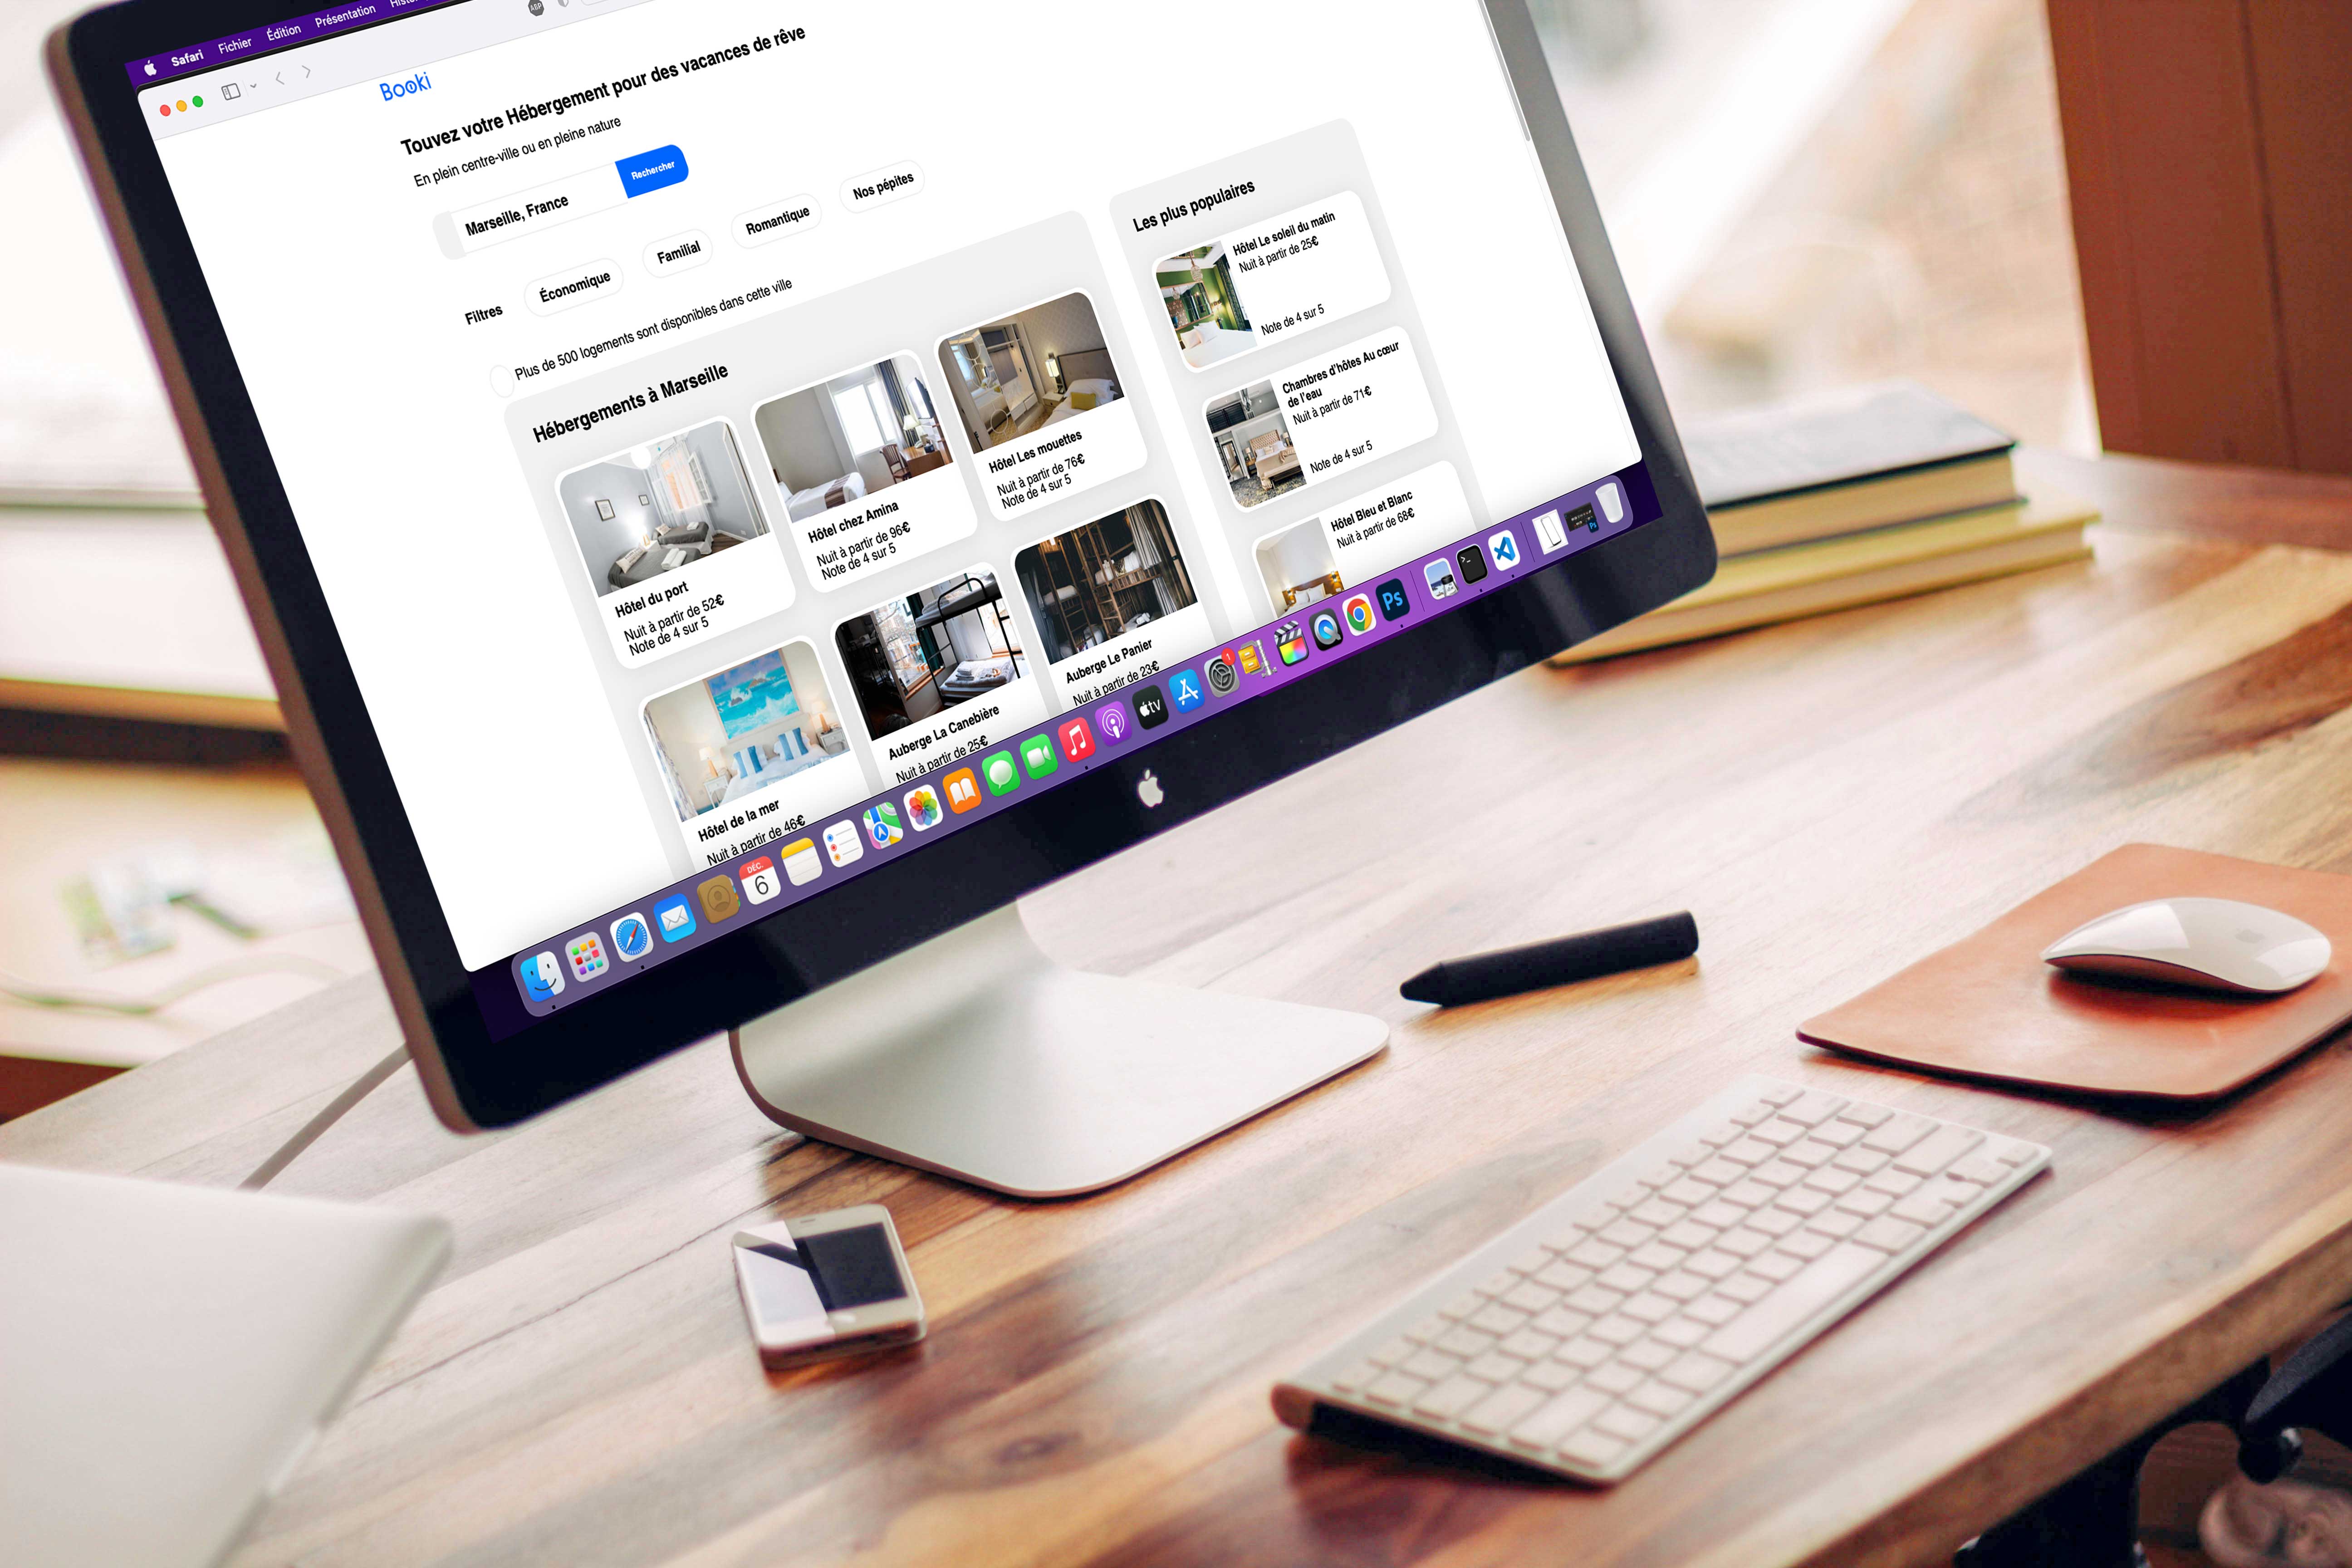 Safari Fichier Édition Présentation
Booki
Touvez votre Hébergement pour des vacances de rêve
En plein centre-ville ou en pleine nature
Marseille, France Rechercher
Filtres Économique Familial Romantique Nos pépites
Plus de 500 logements sont disponibles dans cette ville
Hébergements à Marseille
Hôtel du port
Nuit à partir de 52€
Note de 4 sur 5
Hôtel chez Amina
Nuit à partir de 96€
Note de 4 sur 5
Hôtel Les mouettes
Nuit à partir de 76€
Note de 4 sur 5
Hôtel de la mer
Nuit à partir de 46€
Auberge La Canebière
Nuit à partir de 25€
Auberge Le Panier
Nuit à partir de 23€
Les plus populaires
Hôtel Le soleil du matin
Nuit à partir de 25€
Note de 4 sur 5
Chambres d'hôtes Au cœur
de l'eau
Nuit à partir de 71€
Note de 4 sur 5
Hôtel Bleu et Blanc
Nuit à partir de 68€
DÉC.
6
tv
1
Ps